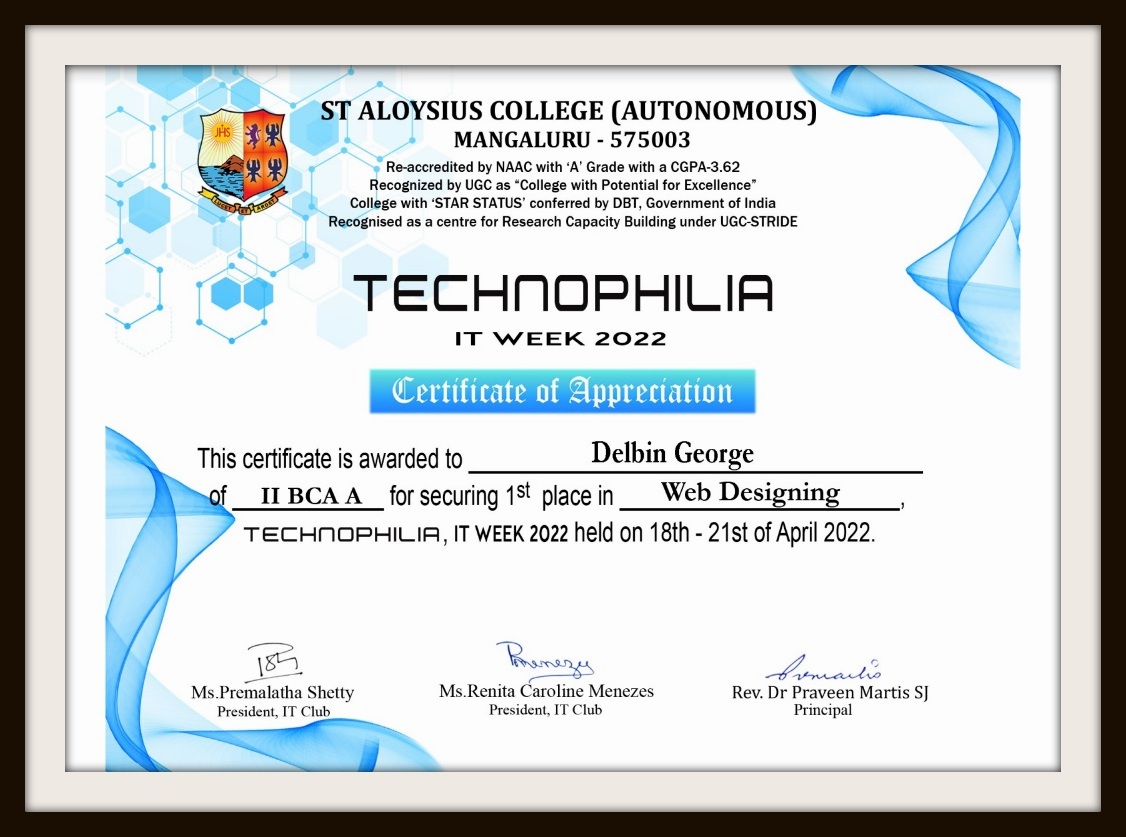 ST ALOYSIUS COLLEGE (AUTONOMOUS)
MANGALURU - 575003
Re-accredited by NAAC with ‘A’ Grade with a CGPA-3.62
Recognized by UGC as “College with Potential for Excellence”
College with ‘STAR STATUS’ conferred by DBT, Government of India
Recognised as a centre for Research Capacity Building under UGC-STRIDE
JHS
LUCET ET ARDET
TECHNOPHILIA
IT WEEK 2022
Certificate of Appreciation
This certificate is awarded to Delbin George
of II BCA A for securing 1st place in Web Designing,
TECHNOPHILIA, IT WEEK 2022 held on 18th - 21st of April 2022.
Ms.Premalatha Shetty
President, IT Club
Ms.Renita Caroline Menezes
President, IT Club
Rev. Dr Praveen Martis SJ
Principal